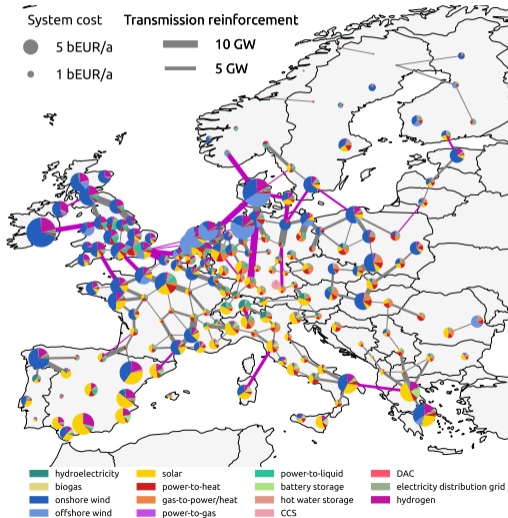 System cost
5 bEUR/a
1 bEUR/a
Transmission reinforcement
10 GW
5 GW
hydroelectricity
biogas
onshore wind
offshore wind
solar
power-to-heat
gas-to-power/heat
power-to-gas
power-to-liquid
battery storage
hot water storage
CCS
DAC
electricity distribution grid
hydrogen